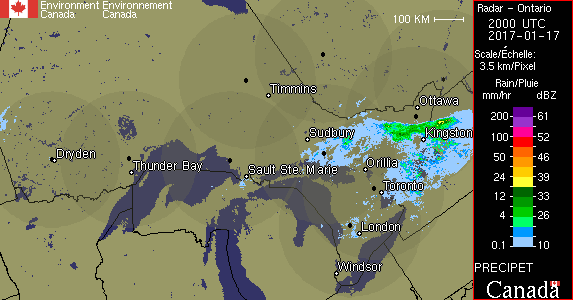 Environment Environnement
Canada Canada
100 KM
Radar - Ontario
2000 UTC
2017-01-17
Scale/Échelle:
3.5 km/Pixel
Rain/Pluie
mm/hr dBZ
200 61
100 52
50 46
24 39
12 33
4 26
1 20
0.1 10
PRECIPET
Canada
Timmins
Ottawa
Sudbury
Kingston
Dryden
Thunder Bay
Sault Ste. Marie
Orillia
Toronto
London
Windsor